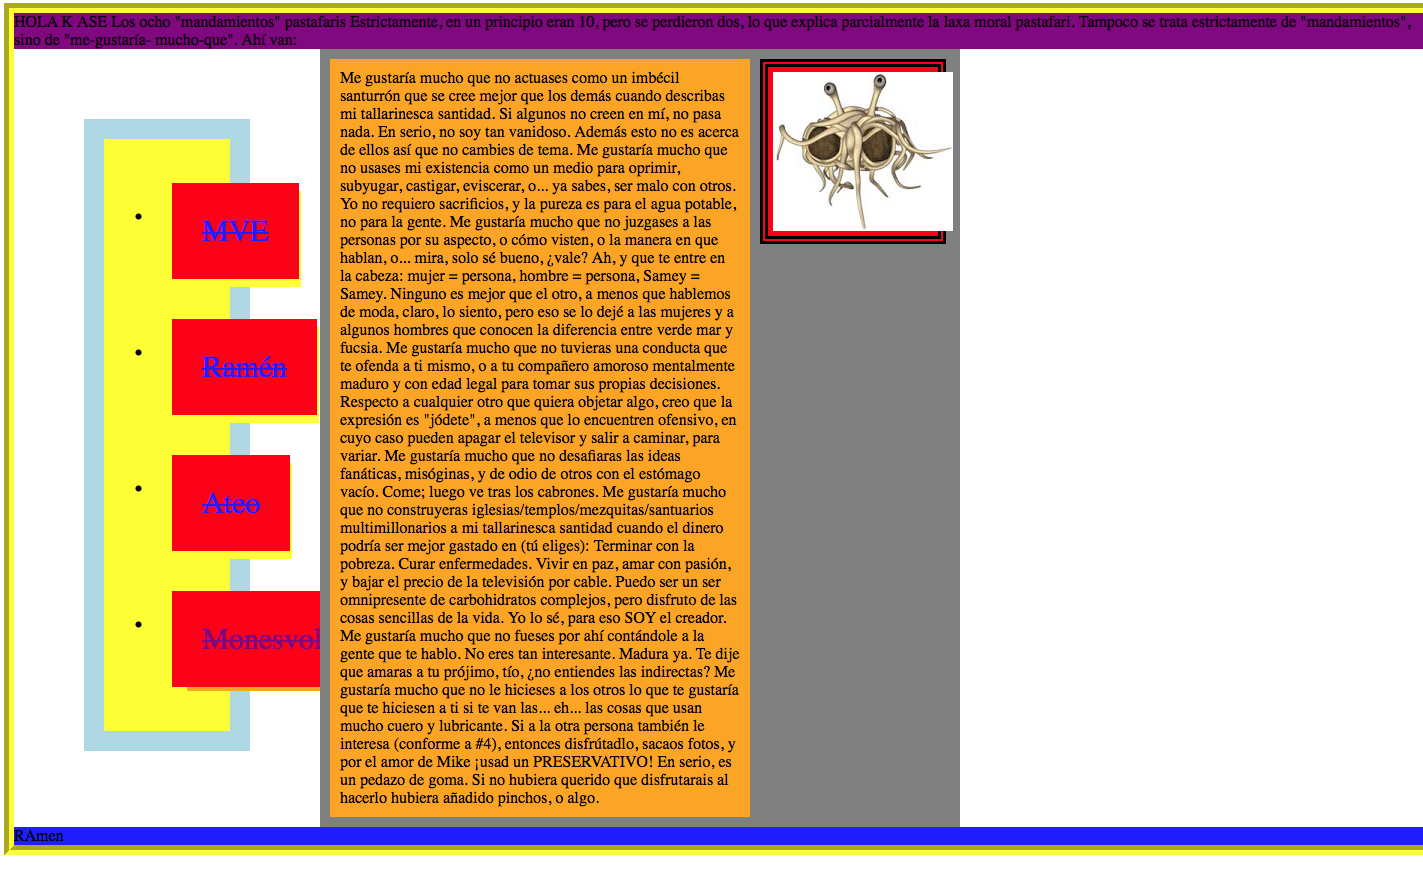 HOLA K ASE Los ocho "mandamientos" pastafaris Estrictamente, en un principio eran 10, pero se perdieron dos, lo que explica parcialmente la laxa moral pastafari. Tampoco se trata estrictamente de "mandamientos",
sino de "me-gustaría- mucho-que". Ahí van:
MVE
Ramén
Ateo
Monesvol
Me gustaría mucho que no actuases como un imbécil
santurrón que se cree mejor que los demás cuando describas
mi tallarinesca santidad. Si algunos no creen en mí, no pasa
nada. En serio, no soy tan vanidoso. Además esto no es acerca
de ellos así que no cambies de tema. Me gustaría mucho que
no usases mi existencia como un medio para oprimir,
subyugar, castigar, eviscerar, o... ya sabes, ser malo con otros.
Yo no requiero sacrificios, y la pureza es para el agua potable,
no para la gente. Me gustaría mucho que no juzgases a las
personas por su aspecto, o cómo visten, o la manera en que
hablan, o... mira, solo sé bueno, ¿vale? Ah, y que te entre en
la cabeza: mujer = persona, hombre = persona, Samey =
Samey. Ninguno es mejor que el otro, a menos que hablemos
de moda, claro, lo siento, pero eso se lo dejé a las mujeres y a
algunos hombres que conocen la diferencia entre verde mar y
fucsia. Me gustaría mucho que no tuvieras una conducta que
te ofenda a ti mismo, o a tu compañero amoroso mentalmente
maduro y con edad legal para tomar sus propias decisiones.
Respecto a cualquier otro que quiera objetar algo, creo que la
expresión es "jódete", a menos que lo encuentren ofensivo, en
cuyo caso pueden apagar el televisor y salir a caminar, para
variar. Me gustaría mucho que no desafiaras las ideas
fanáticas, misóginas, y de odio de otros con el estómago
vacío. Come; luego ve tras los cabrones. Me gustaría mucho
que no construyeras iglesias/templos/mezquitas/santuarios
multimillonarios a mi tallarinesca santidad cuando el dinero
podría ser mejor gastado en (tú eliges): Terminar con la
pobreza. Curar enfermedades. Vivir en paz, amar con pasión,
y bajar el precio de la televisión por cable. Puedo ser un ser
omnipresente de carbohidratos complejos, pero disfruto de las
cosas sencillas de la vida. Yo lo sé, para eso SOY el creador.
Me gustaría mucho que no fueses por ahí contándole a la
gente que te hablo. No eres tan interesante. Madura ya. Te dije
que amaras a tu prójimo, tío, ¿no entiendes las indirectas? Me
gustaría mucho que no le hicieses a los otros lo que te gustaría
que te hiciesen a ti si te van las... eh... las cosas que usan
mucho cuero y lubricante. Si a la otra persona también le
interesa (conforme a #4), entonces disfrútadlo, sacaos fotos, y
por el amor de Mike ¡usad un PRESERVATIVO! En serio, es
un pedazo de goma. Si no hubiera querido que disfrutarais al
hacerlo hubiera añadido pinchos, o algo.
RAmen